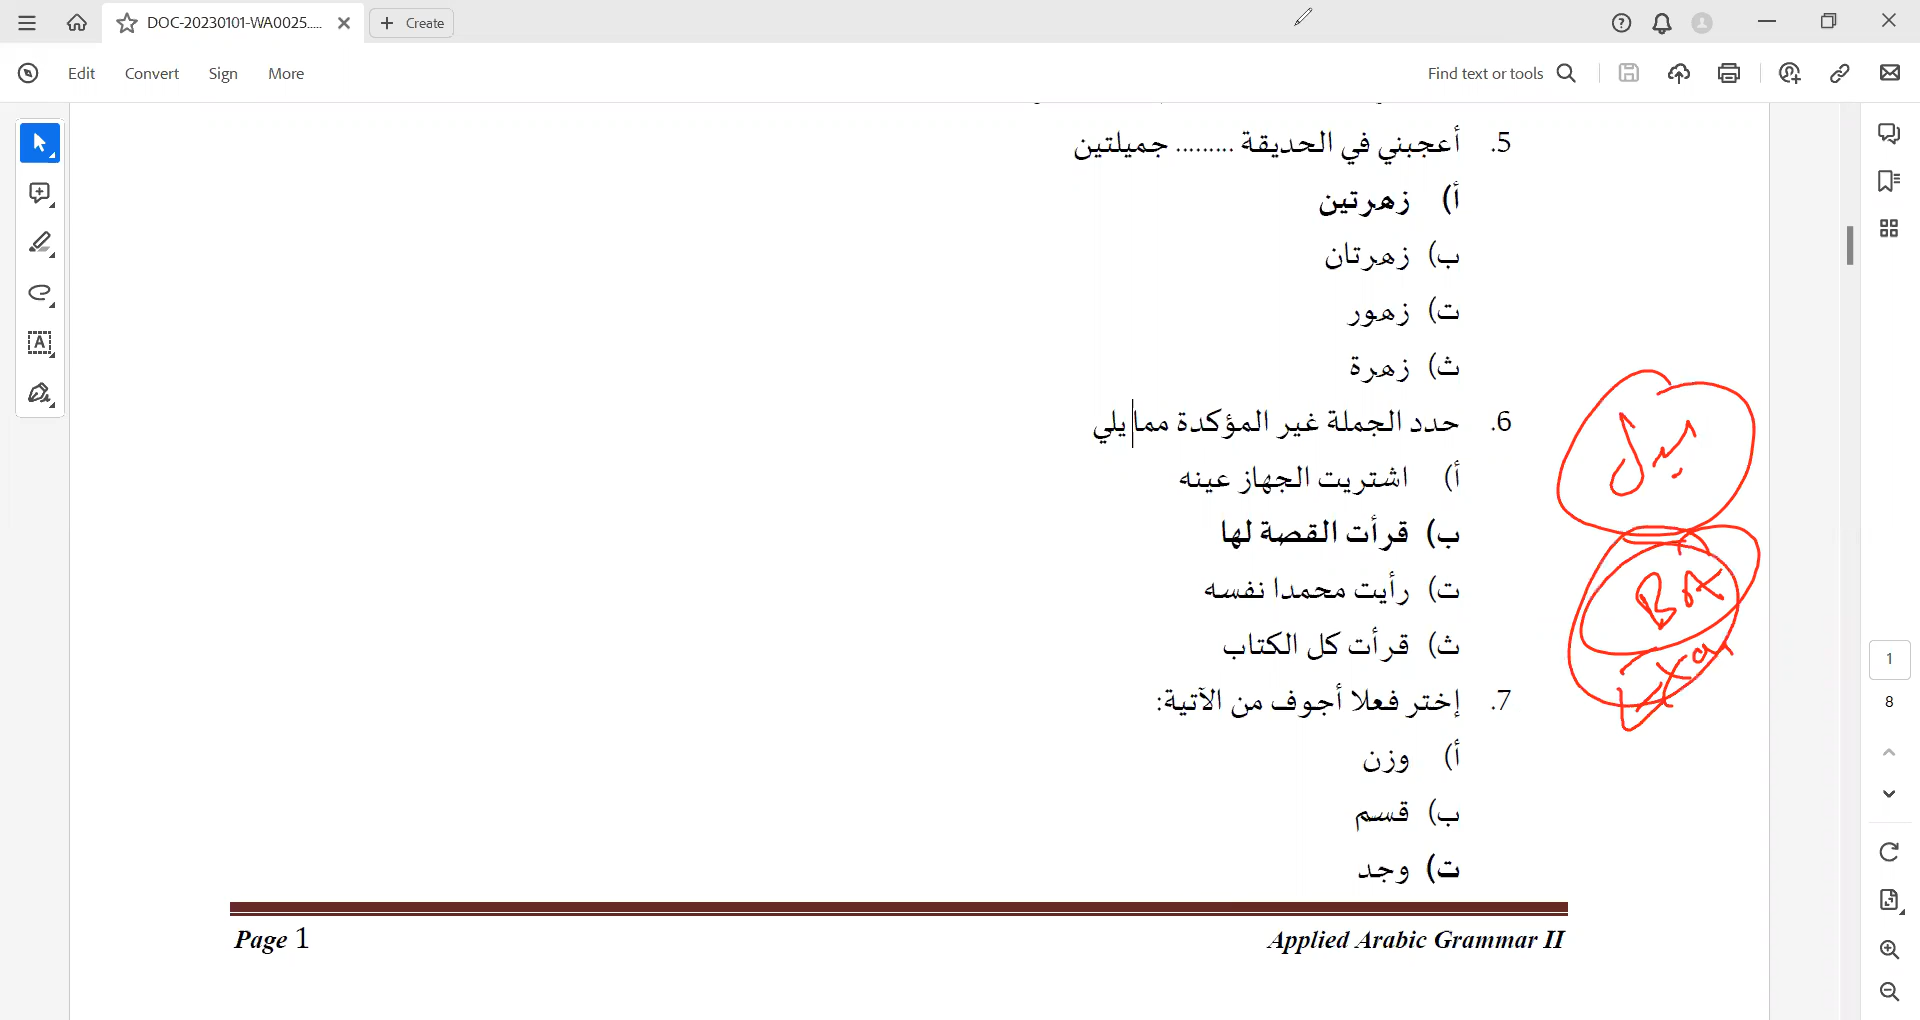 DOC-20230101-WA0025.....
Create
Edit
Convert
Sign
More
Find text or tools
5. أعجبني في الحديقة ......... جميلتين
أ) زهرتين
ب) زهرتان
ت) زهور
ث) زهرة
6. حدد الجملة غير المؤكدة مما يلي
أ) اشتريت الجهاز عينه
ب) قرأت القصة لها
ت) رأيت محمدا نفسه
ث) قرأت كل الكتاب
7. إختر فعلا أجوف من الآتية:
أ) وزن
ب) قسم
ت) وجد
Page 1
Applied Arabic Grammar II
BA
1
8